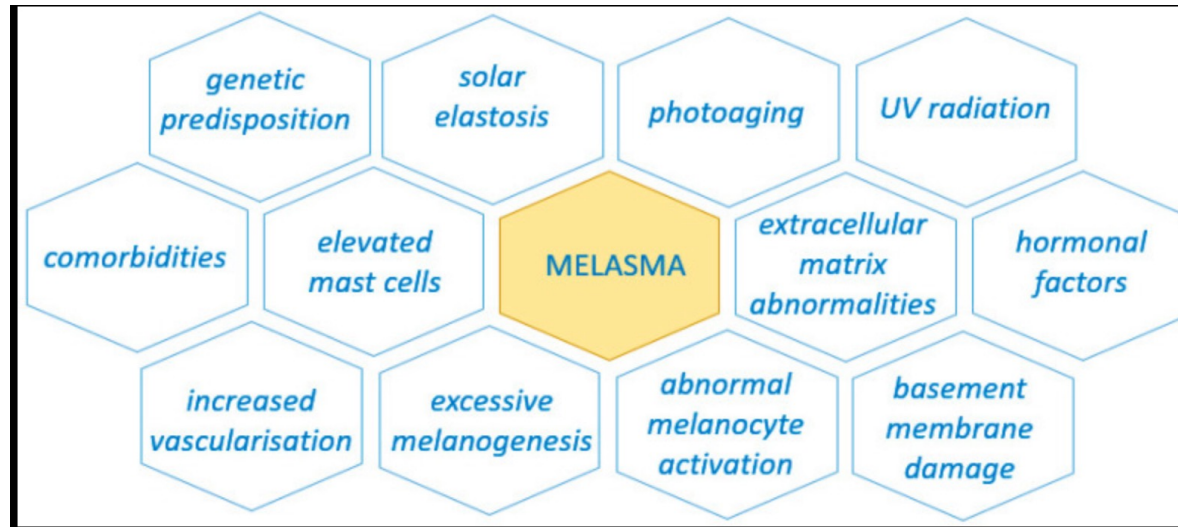 genetic
predisposition
solar
elastosis
photoaging
UV radiation
comorbidities
elevated
mast cells
MELASMA
extracellular
matrix
abnormalities
hormonal
factors
increased
vascularisation
excessive
melanogenesis
abnormal
melanocyte
activation
basement
membrane
damage